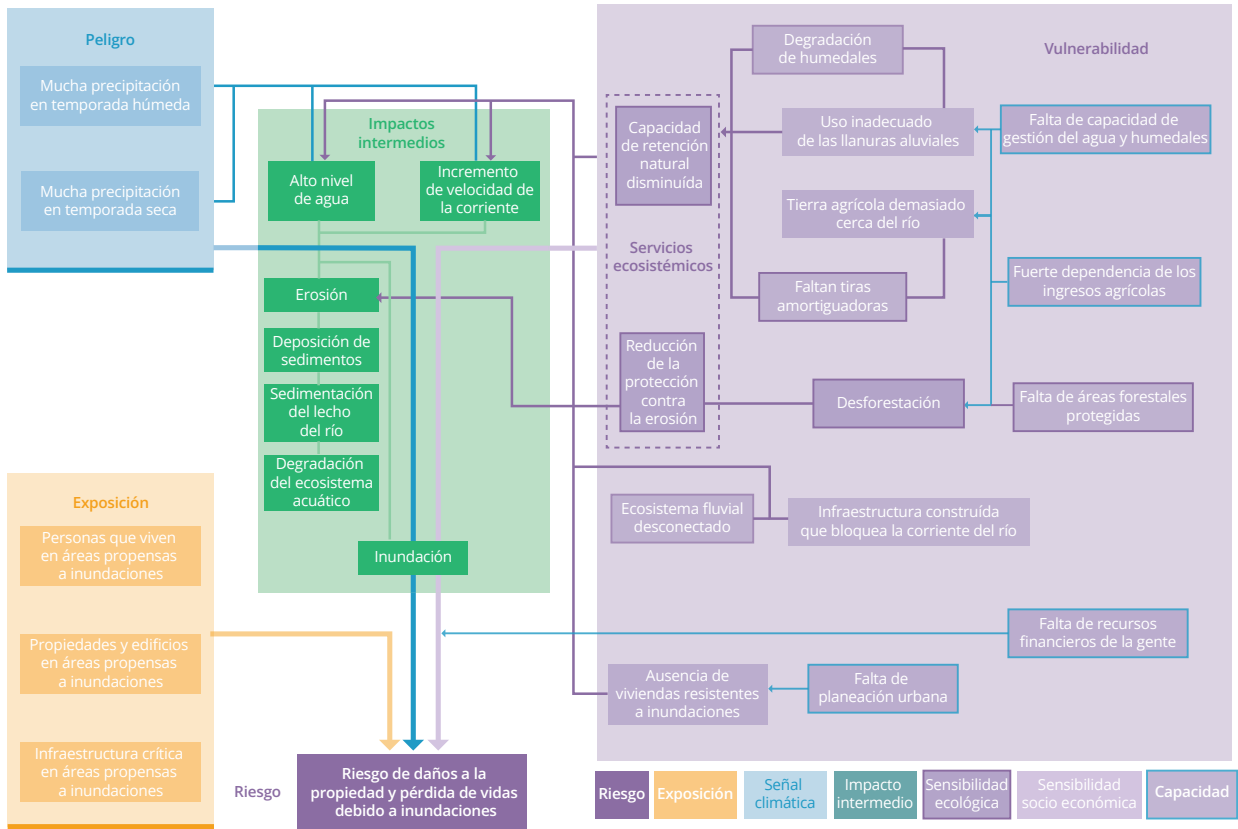 Peligro
Mucha precipitación
en temporada húmeda
Mucha precipitación
en temporada seca
Impactos
intermedios
Alto nivel
de agua
Incremento
de velocidad de
la corriente
Erosión
Deposición de
sedimentos
Sedimentación
del lecho
del río
Degradación
del ecosistema
acuático
Inundación
Exposición
Personas que viven
en áreas propensas
a inundaciones
Propiedades y edificios
en áreas propensas
a inundaciones
Infraestructura crítica
en áreas propensas
a inundaciones
Riesgo
Riesgo de daños a la
propiedad y pérdida de vidas
debido a inundaciones
Vulnerabilidad
Degradación
de humedales
Capacidad
de retención
natural
disminuída
Uso inadecuado
de las llanuras aluviales
Falta de capacidad de
gestión del agua y humedales
Tierra agrícola demasiado
cerca del río
Servicios
ecosistémicos
Faltan tiras
amortiguadoras
Fuerte dependencia de los
ingresos agrícolas
Reducción
de la
protección
contra
la erosión
Desforestación
Falta de áreas forestales
protegidas
Ecosistema fluvial
desconectado
Infraestructura construída
que bloquea la corriente del río
Falta de recursos
financieros de la gente
Ausencia de
viviendas resistentes
a inundaciones
Falta de
planeación urbana
Riesgo
Exposición
Señal
climática
Impacto
intermedio
Sensibilidad
ecológica
Sensibilidad
socio económica
Capacidad